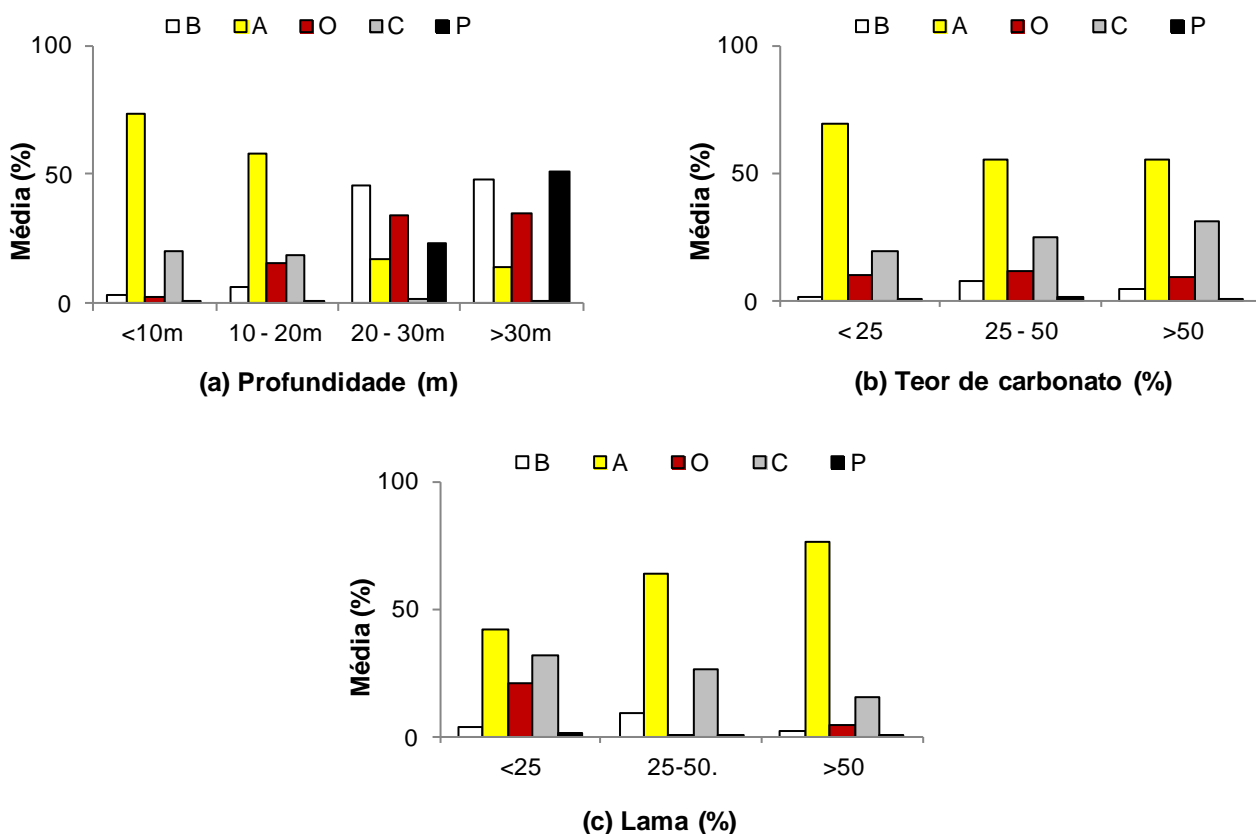 B A O C P
100
50
0
Média (%)
<10m 10 - 20m 20 - 30m >30m
(a) Profundidade (m)
B A O C P
100
50
0
Média (%)
< 25 25 - 50 >50
(b) Teor de carbonato (%)
B A O C P
100
50
0
Média (%)
<25 25-50. >50
(c) Lama (%)